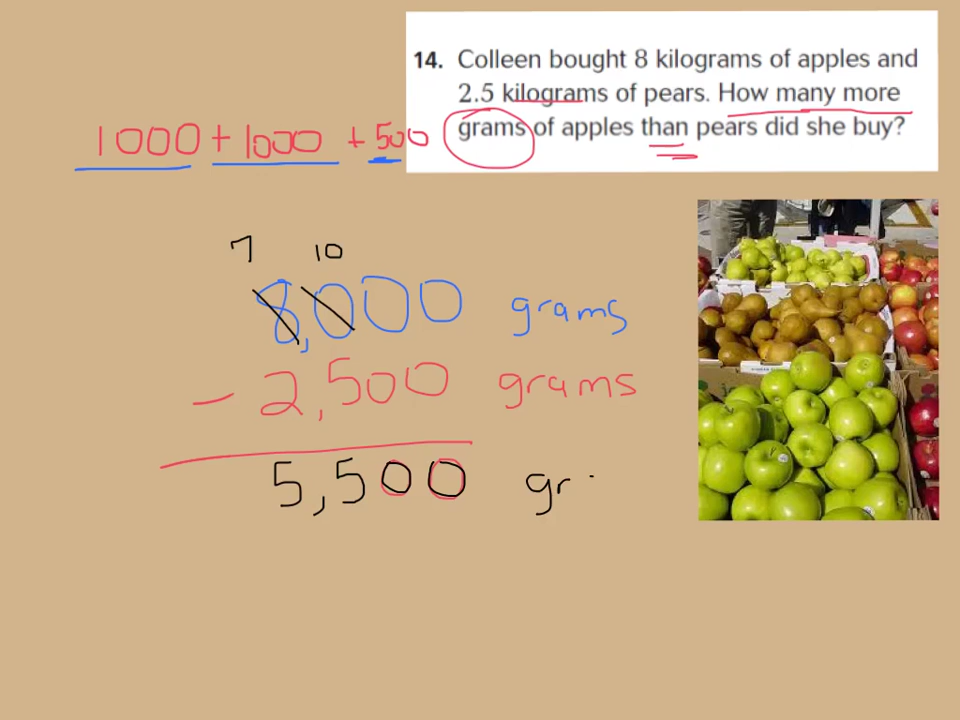 14. Colleen bought 8 kilograms of apples and
2.5 kilograms of pears. How many more
grams of apples than pears did she buy?
1000 + 1000 + 500
7 10
8,000 grams
- 2,500 grams
5,500 gr